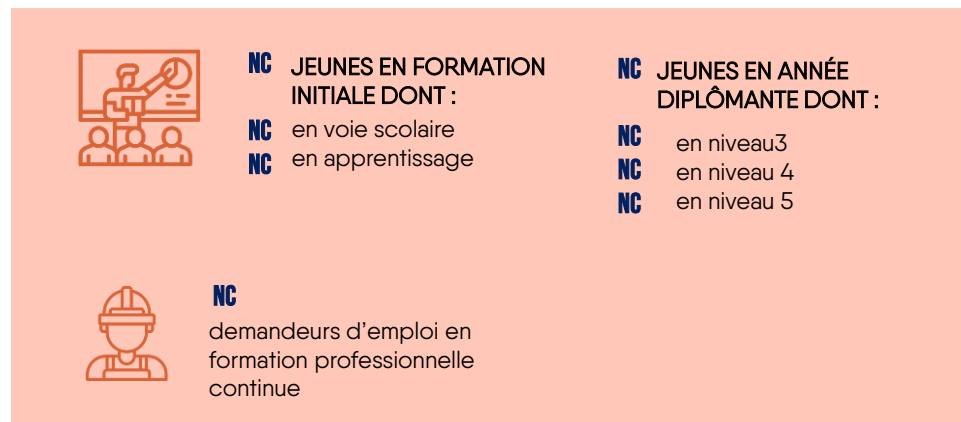 NC JEUNES EN FORMATION
INITIALE DONT :
NC en voie scolaire
NC en apprentissage
NC JEUNES EN ANNÉE
DIPLÔMANTE DONT :
NC en niveau3
NC en niveau 4
NC en niveau 5
NC
demandeurs d'emploi en
formation professionnelle
continue